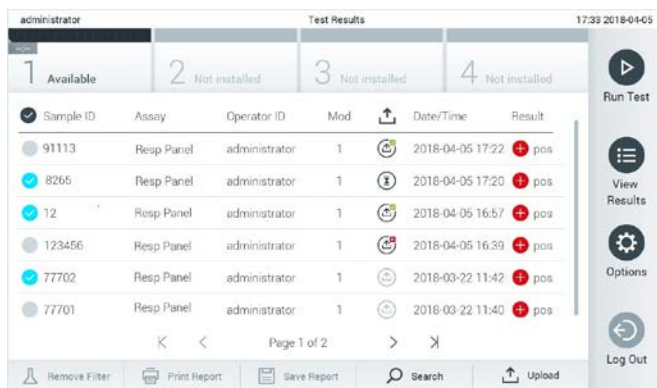 administrator Test Results 17:33 2018-04-05
1 Available 2 Not installed 3 Not installed 4 Not installed
Run Test
Sample ID Assay Operator ID Mod Date/Time Result
91113 Resp Panel administrator 1 2018-04-05 17:22 pos
8265 Resp Panel administrator 1 2018-04-05 17:20 pos
View Results
12 Resp Panel administrator 1 2018-04-05 16:57 pos
123456 Resp Panel administrator 1 2018-04-05 16:39 pos
Options
77702 Resp Panel administrator 1 2018-03-22 11:42 pos
77701 Resp Panel administrator 1 2018-03-22 11:40 pos
Page 1 of 2
Log Out
Remove Filter Print Report Save Report Search Upload